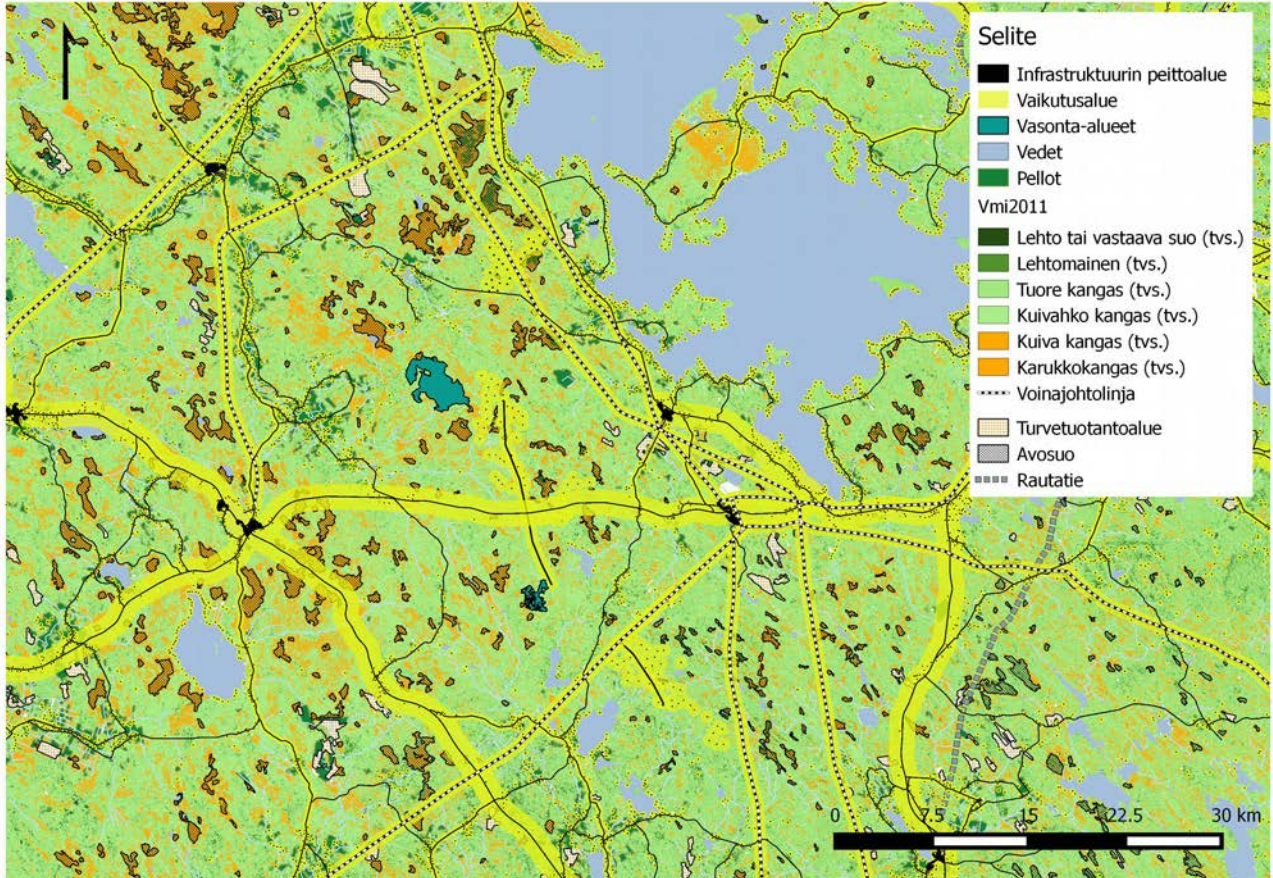 Selite
Infrastruktuurin peittoalue
Vaikutusalue
Vasonta-alueet
Vedet
Pellot
Vmi2011
Lehto tai vastaava suo (tvs.)
Lehtomainen (tvs.)
Tuore kangas (tvs.)
Kuivahko kangas (tvs.)
Kuiva kangas (tvs.)
Karukkokangas (tvs.)
Voinajohtolinja
Turvetuotantoalue
Avosuo
Rautatie
0 7.5 15 22.5 30 km